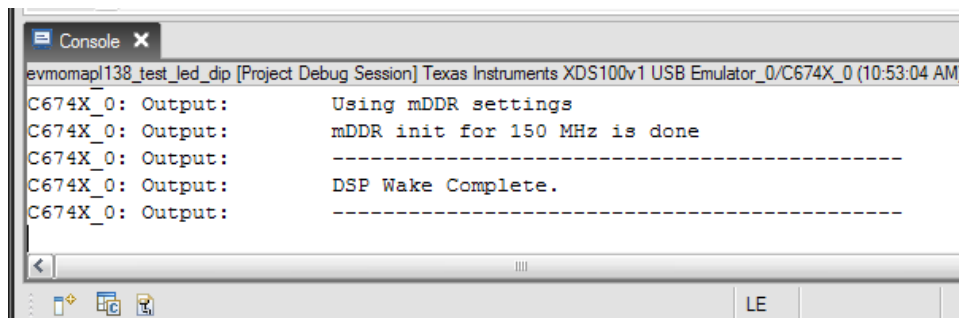 Console
evmomapl138_test_led_dip [Project Debug Session] Texas Instruments XDS100v1 USB Emulator_0/C674X_0 (10:53:04 AM)
C674X_0: Output: Using mDDR settings
C674X_0: Output: mDDR init for 150 MHz is done
C674X_0: Output: ---------------------------------------------
C674X_0: Output: DSP Wake Complete.
C674X_0: Output: ---------------------------------------------
LE